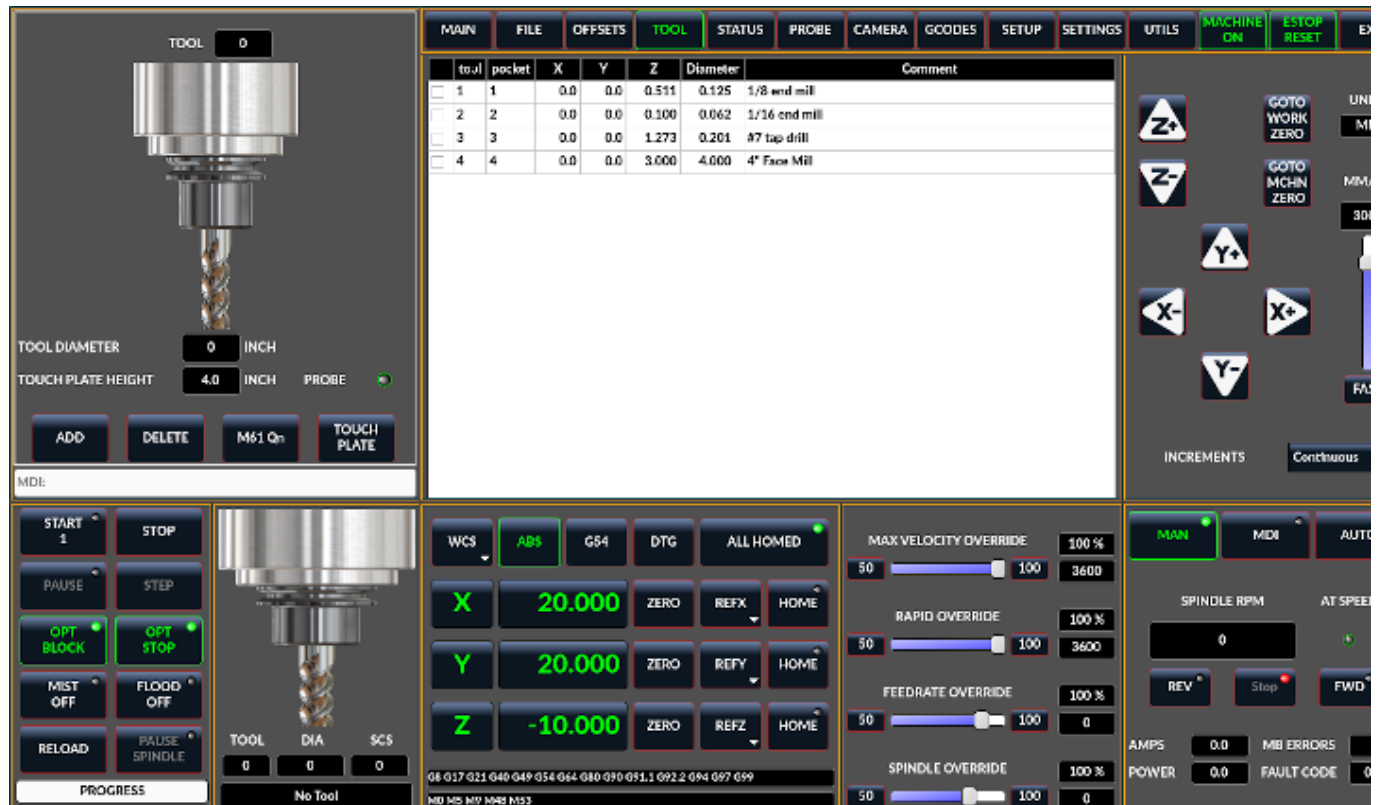 TOOL 0
TOOL DIAMETER 0 INCH
TOUCH PLATE HEIGHT 4.0 INCH PROBE
ADD DELETE M61 Qn TOUCH PLATE
MDI:
MAIN FILE OFFSETS TOOL STATUS PROBE CAMERA GCODES SETUP SETTINGS UTILS MACHINE ON ESTOP RESET
tool pocket X Y Z Diameter Comment
1 1 0.0 0.0 0.511 0.125 1/8 end mill
2 2 0.0 0.0 0.100 0.062 1/16 end mill
3 3 0.0 0.0 1.273 0.201 #7 tap drill
4 4 0.0 0.0 3.000 4.000 4" Face Mill
Z+ GOTO WORK ZERO
Z- GOTO MCHN ZERO
Y+
X- X+
Y-
INCREMENTS Continuous
START 1 STOP
PAUSE STEP
OPT BLOCK OPT STOP
MIST OFF FLOOD OFF
RELOAD PAUSE SPINDLE
PROGRESS
TOOL DIA SCS
0 0 0
No Tool
WCS ABS G54 DTG ALL HOMED
X 20.000 ZERO REFX HOME
Y 20.000 ZERO REFY HOME
Z -10.000 ZERO REFZ HOME
G8 G17 G21 G40 G49 G54 G64 G80 G90 G91.1 G92.2 G94 G97 G99
M0 M5 M9 M48 M53
MAX VELOCITY OVERRIDE 100 %
50 100 3600
RAPID OVERRIDE 100 %
50 100 3600
FEEDRATE OVERRIDE 100 %
50 100 0
SPINDLE OVERRIDE 100 %
50 100 0
MAN MDI AUTO
SPINDLE RPM AT SPEED
0
REV Stop FWD
AMPS 0.0 MB ERRORS
POWER 0.0 FAULT CODE